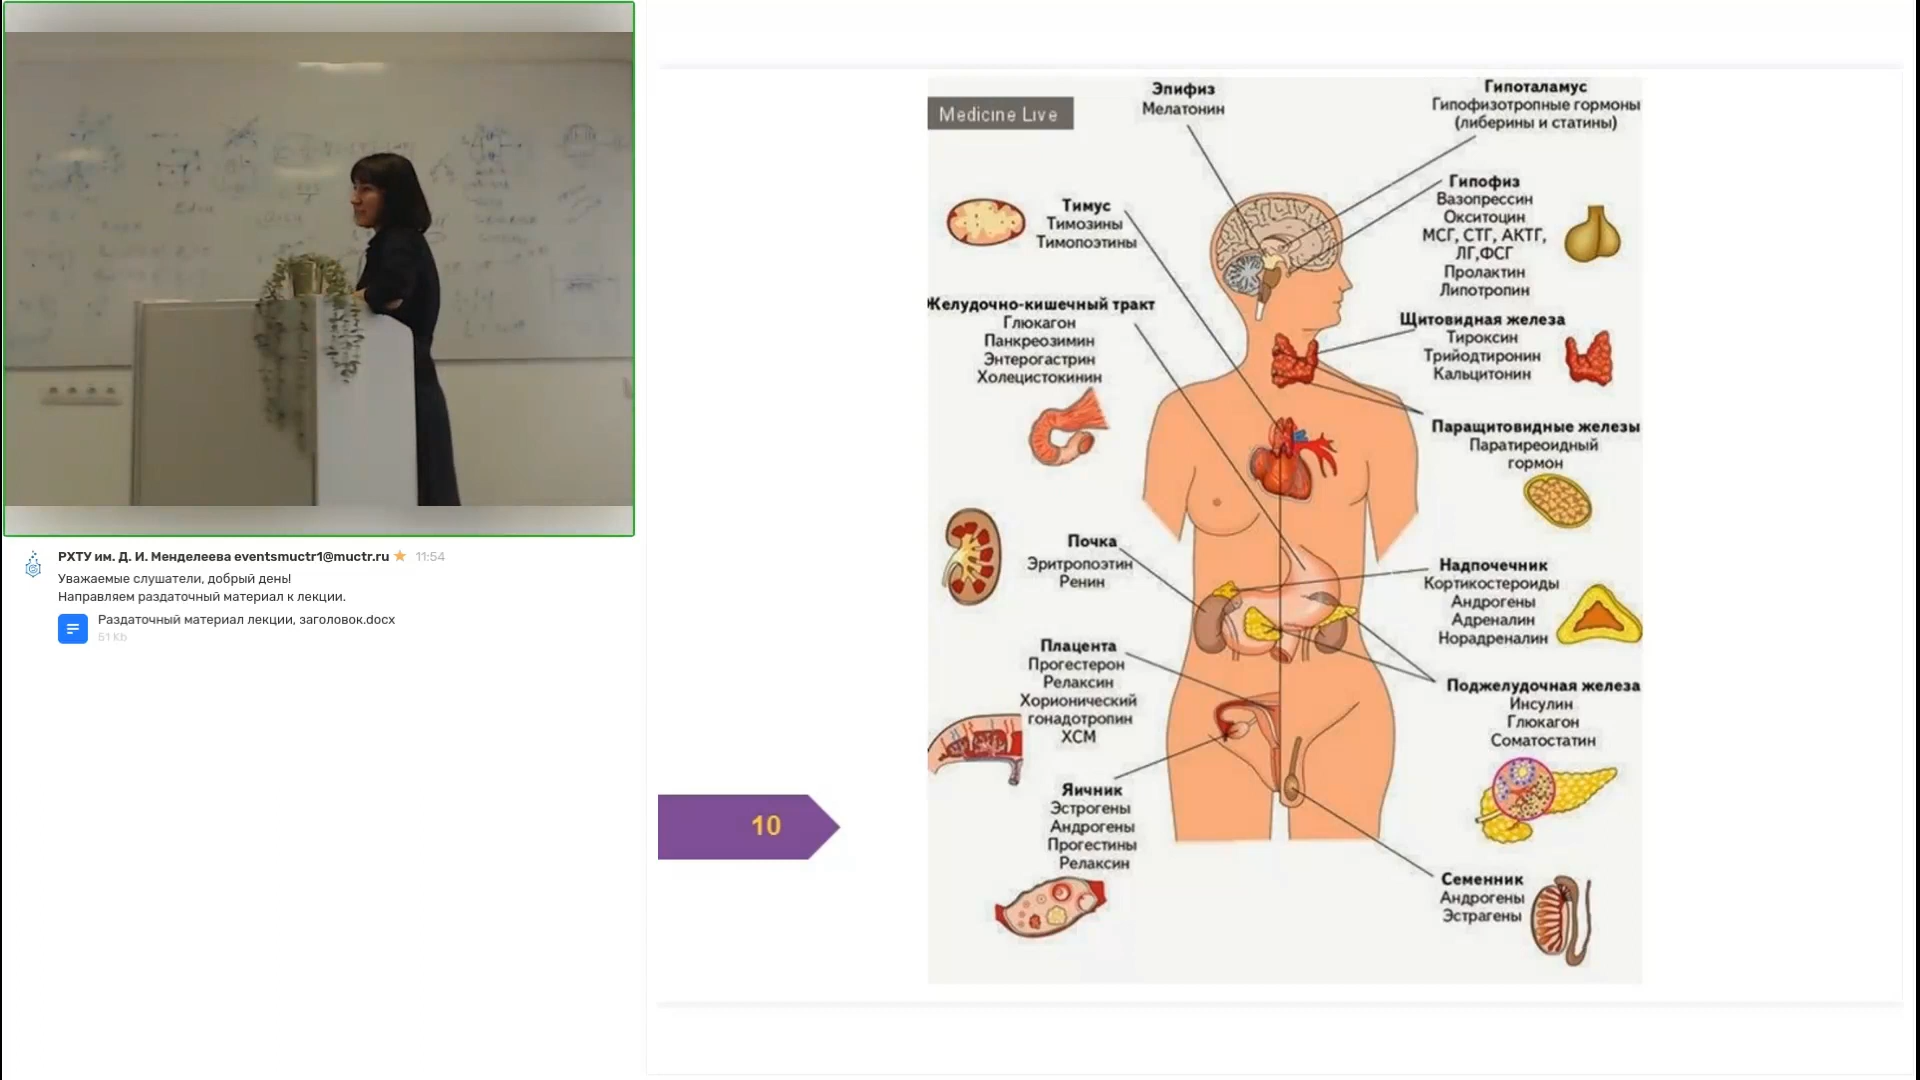 РХТУ им. Д. И. Менделеева eventsmuctr1@muctr.ru 11:54
Уважаемые слушатели, добрый день!
Направляем раздаточный материал к лекции.
Раздаточный материал лекции, заголовок.docx
51 Kb
10
Medicine Live
Эпифиз
Мелатонин
Гипоталамус
Гипофизотропные гормоны
(либерины и статины)
Тимус
Тимозины
Тимопоэтины
Гипофиз
Вазопрессин
Окситоцин
МСГ, СТГ, АКТГ,
ЛГ,ФСГ
Пролактин
Липотропин
Желудочно-кишечный тракт
Глюкагон
Панкреозимин
Энтерогастрин
Холецистокинин
Щитовидная железа
Тироксин
Трийодтиронин
Кальцитонин
Паращитовидные железы
Паратиреоидный
гормон
Почка
Эритропоэтин
Ренин
Надпочечник
Кортикостероиды
Андрогены
Адреналин
Норадреналин
Плацента
Прогестерон
Релаксин
Хорионический
гонадотропин
ХСМ
Поджелудочная железа
Инсулин
Глюкагон
Соматостатин
Яичник
Эстрогены
Андрогены
Прогестины
Релаксин
Семенник
Андрогены
Эстрагены